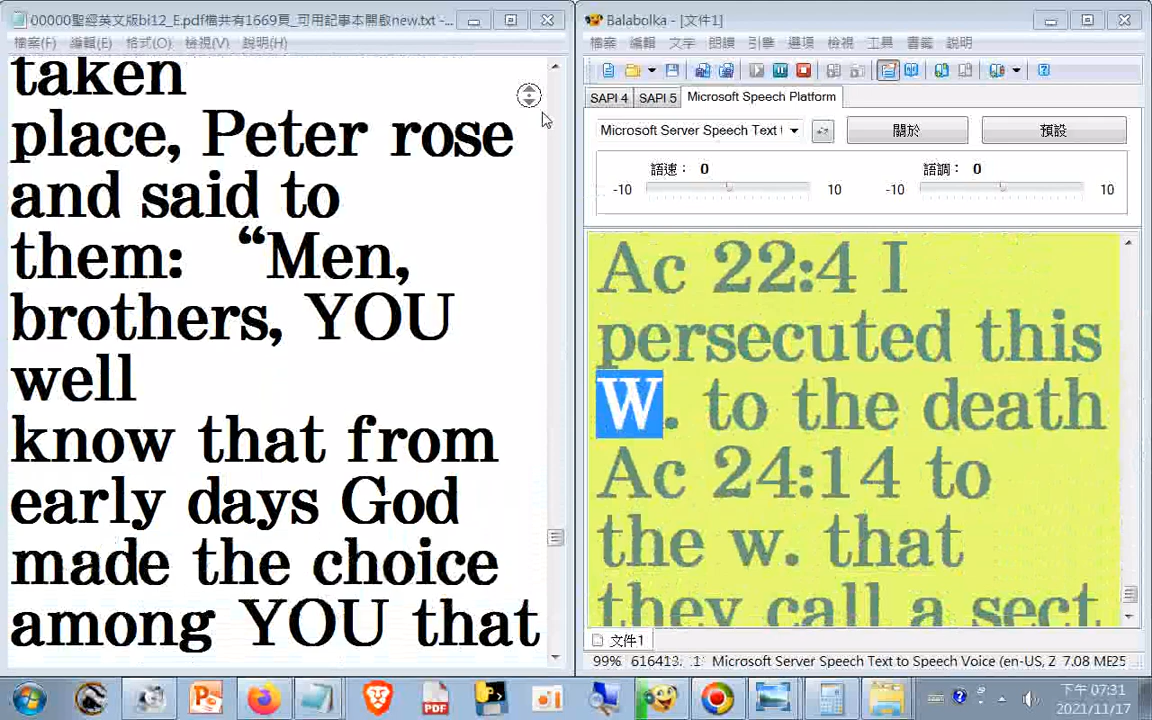 00000聖經英文版bi12_E.pdf檔共有1669頁_可用記事本開啟new.txt -...
檔案(F) 編輯(E) 格式(O) 檢視(V) 說明(H)
taken
place, Peter rose
and said to
them: “Men,
brothers, YOU
well
know that from
early days God
made the choice
among YOU that
Balabolka - [文件1]
檔案 編輯 文字 朗讀 引擎 選項 檢視 工具 書籤 說明
SAPI 4 SAPI 5 Microsoft Speech Platform
Microsoft Server Speech Text
關於 預設
語速： 0 語調： 0
-10 10 -10 10
Ac 22:4 I
persecuted this
W. to the death
Ac 24:14 to
the w. that
they call a sect
文件1
99% 616413, .1 Microsoft Server Speech Text to Speech Voice (en-US, Z 7.08 ME25
PDF
下午 07:31
2021/11/17